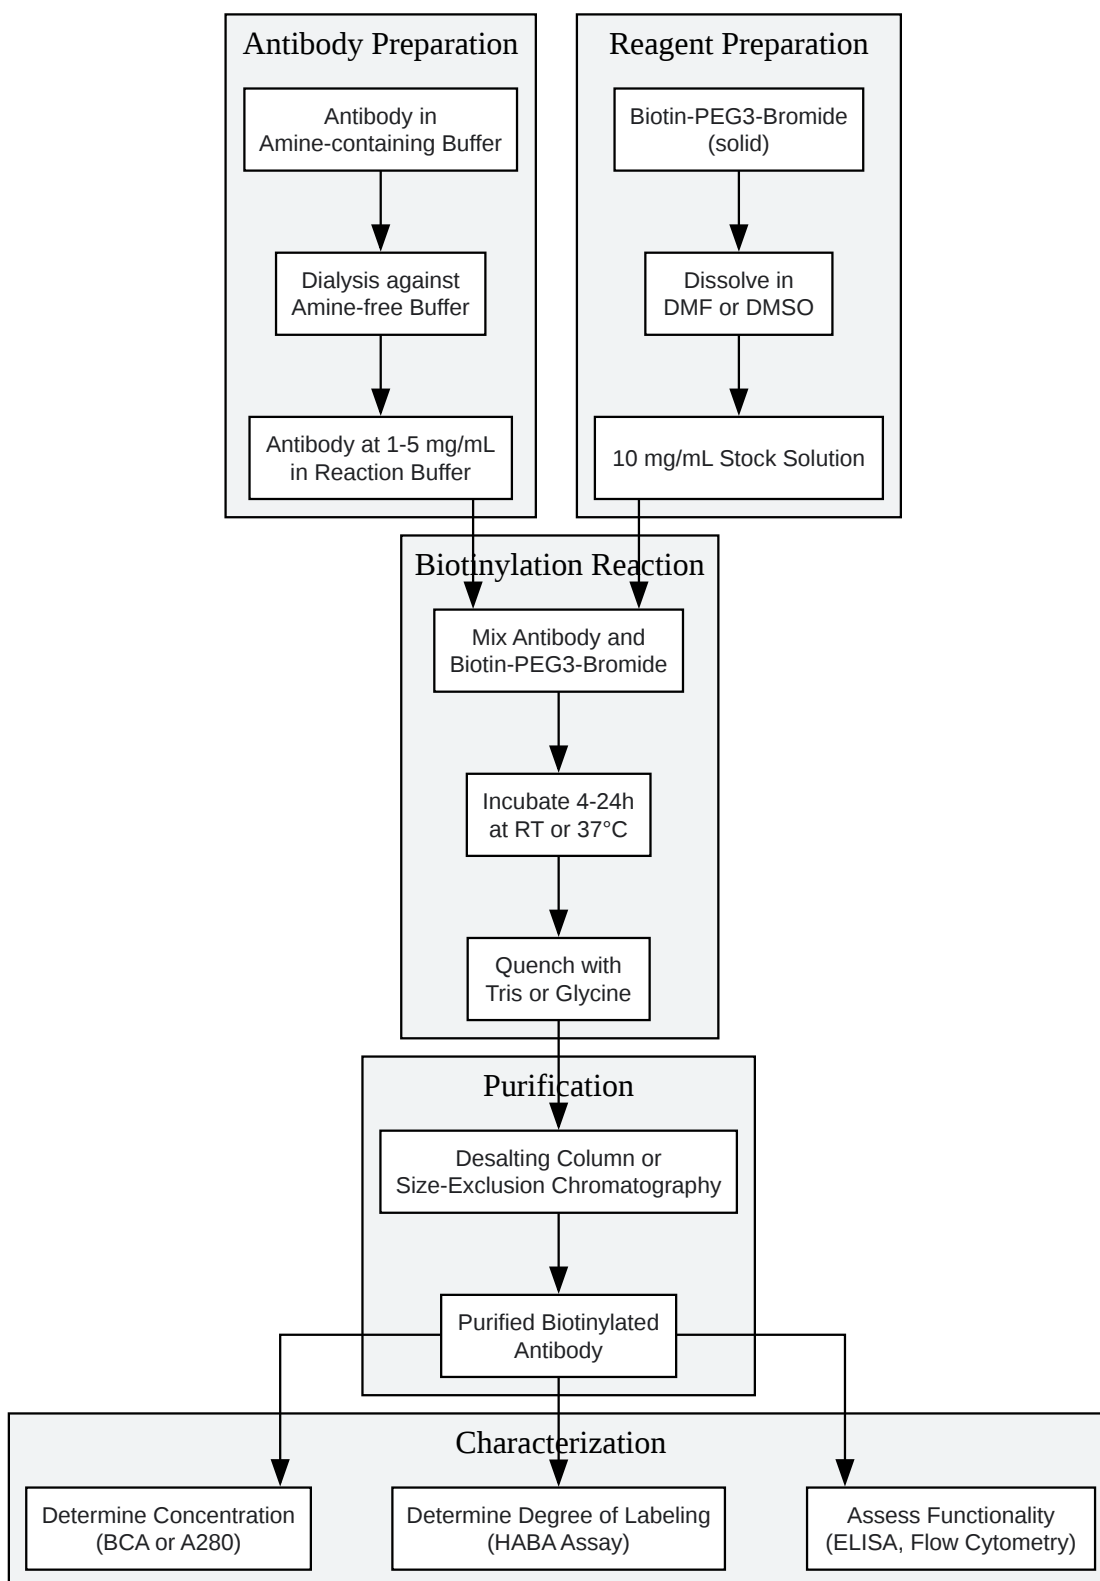 Antibody Preparation
Antibody in
Amine-containing Buffer
Dialysis against
Amine-free Buffer
Antibody at 1-5 mg/mL
in Reaction Buffer
Reagent Preparation
Biotin-PEG3-Bromide
(solid)
Dissolve in
DMF or DMSO
10 mg/mL Stock Solution
Biotinylation Reaction
Mix Antibody and
Biotin-PEG3-Bromide
Incubate 4-24h
at RT or 37°C
Quench with
Tris or Glycine
Purification
Desalting Column or
Size-Exclusion Chromatography
Purified Biotinylated
Antibody
Characterization
Determine Concentration
(BCA or A280)
Determine Degree of Labeling
(HABA Assay)
Assess Functionality
(ELISA, Flow Cytometry)